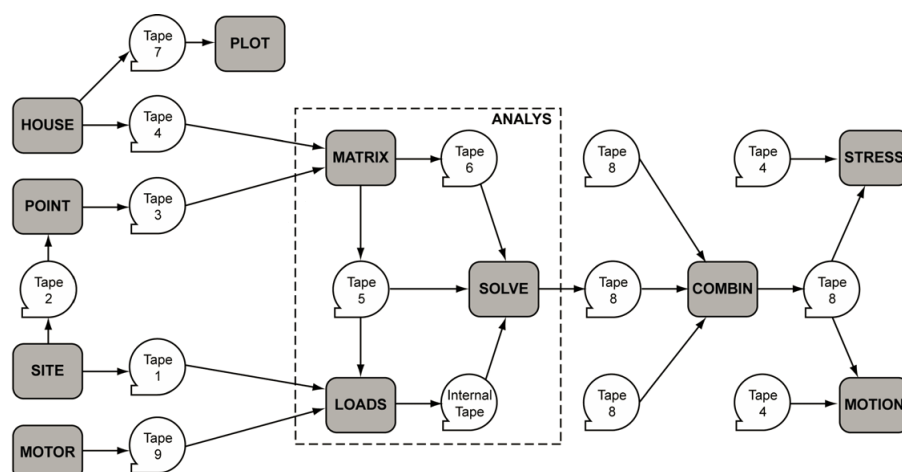 Tape
7
PLOT
HOUSE
Tape
4
ANALYS
MATRIX
Tape
6
Tape
8
Tape
4
STRESS
POINT
Tape
3
Tape
2
Tape
5
SOLVE
Tape
8
COMBIN
Tape
8
SITE
Tape
1
LOADS
Internal
Tape
Tape
8
Tape
4
MOTION
MOTOR
Tape
9